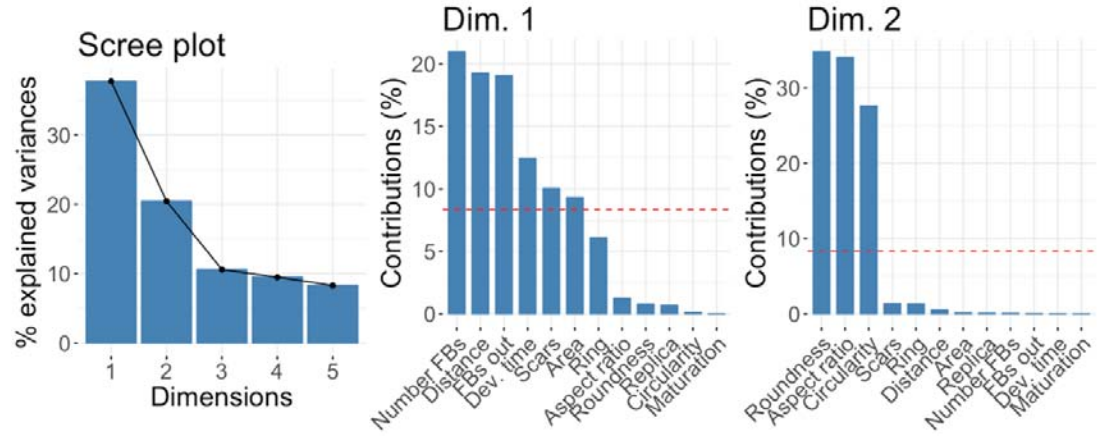 Scree plot
% explained variances
30
20
10
0
1 2 3 4 5
Dimensions
Dim. 1
Contributions (%)
20
15
10
5
0
Number FBs
Distance
FBs out
Dev. time
Scars
Area
Ring
Aspect ratio
Roundness
Replica
Circularity
Maturation
Dim. 2
Contributions (%)
30
20
10
0
Roundness
Aspect ratio
Circularity
Scars
Ring
Distance
Area
Replica
Number FBs
FBs out
Dev. time
Maturation